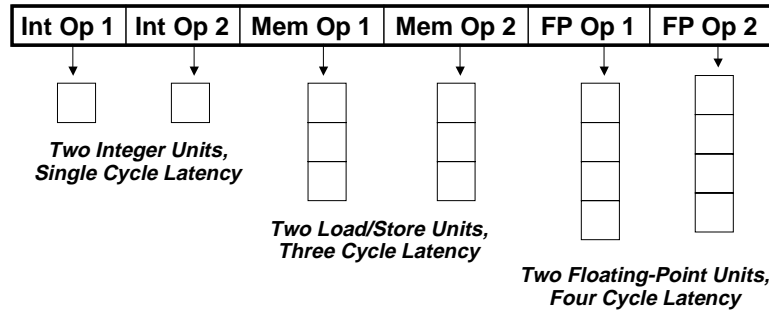 Int Op 1 Int Op 2 Mem Op 1 Mem Op 2 FP Op 1 FP Op 2
Two Integer Units,
Single Cycle Latency
Two Load/Store Units,
Three Cycle Latency
Two Floating-Point Units,
Four Cycle Latency